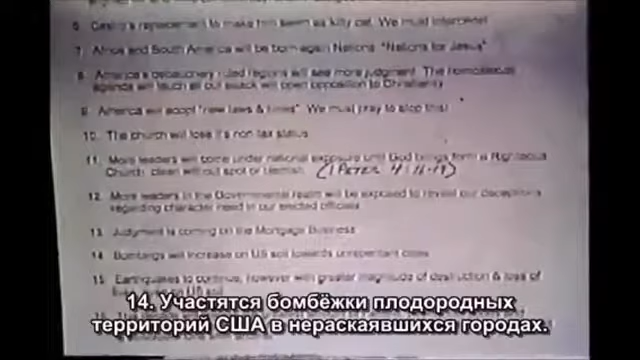 6. Castro's replacement to make him seem as kitty cat. We must intercede!
7. Africa and South America will be born again Nations. "Nations for Jesus"
8. America's debauchery ruled regions will see more judgment. The homosexual
agenda will launch all out attack with open opposition to Christianity.
9. America will adopt "new laws & times". We must pray to stop this!
10. The church will lose it's non tax status.
11. More leaders will come under national exposure until God brings forth a Righteous
Church, clean without spot or blemish. (1 PETER 4:
12. More leaders in the Governmental realm will be exposed to reveal our deceptions
regarding character need in our elected officials.
13. Judgment is coming on the Mortgage Business
14. Bombings will increase on US soil towards unrepentant cities.
15. Earthquakes to continue, however with greater magnitude of destruction & loss of
14. Участятся бомбёжки плодородных
территорий США в нераскаявшихся городах.